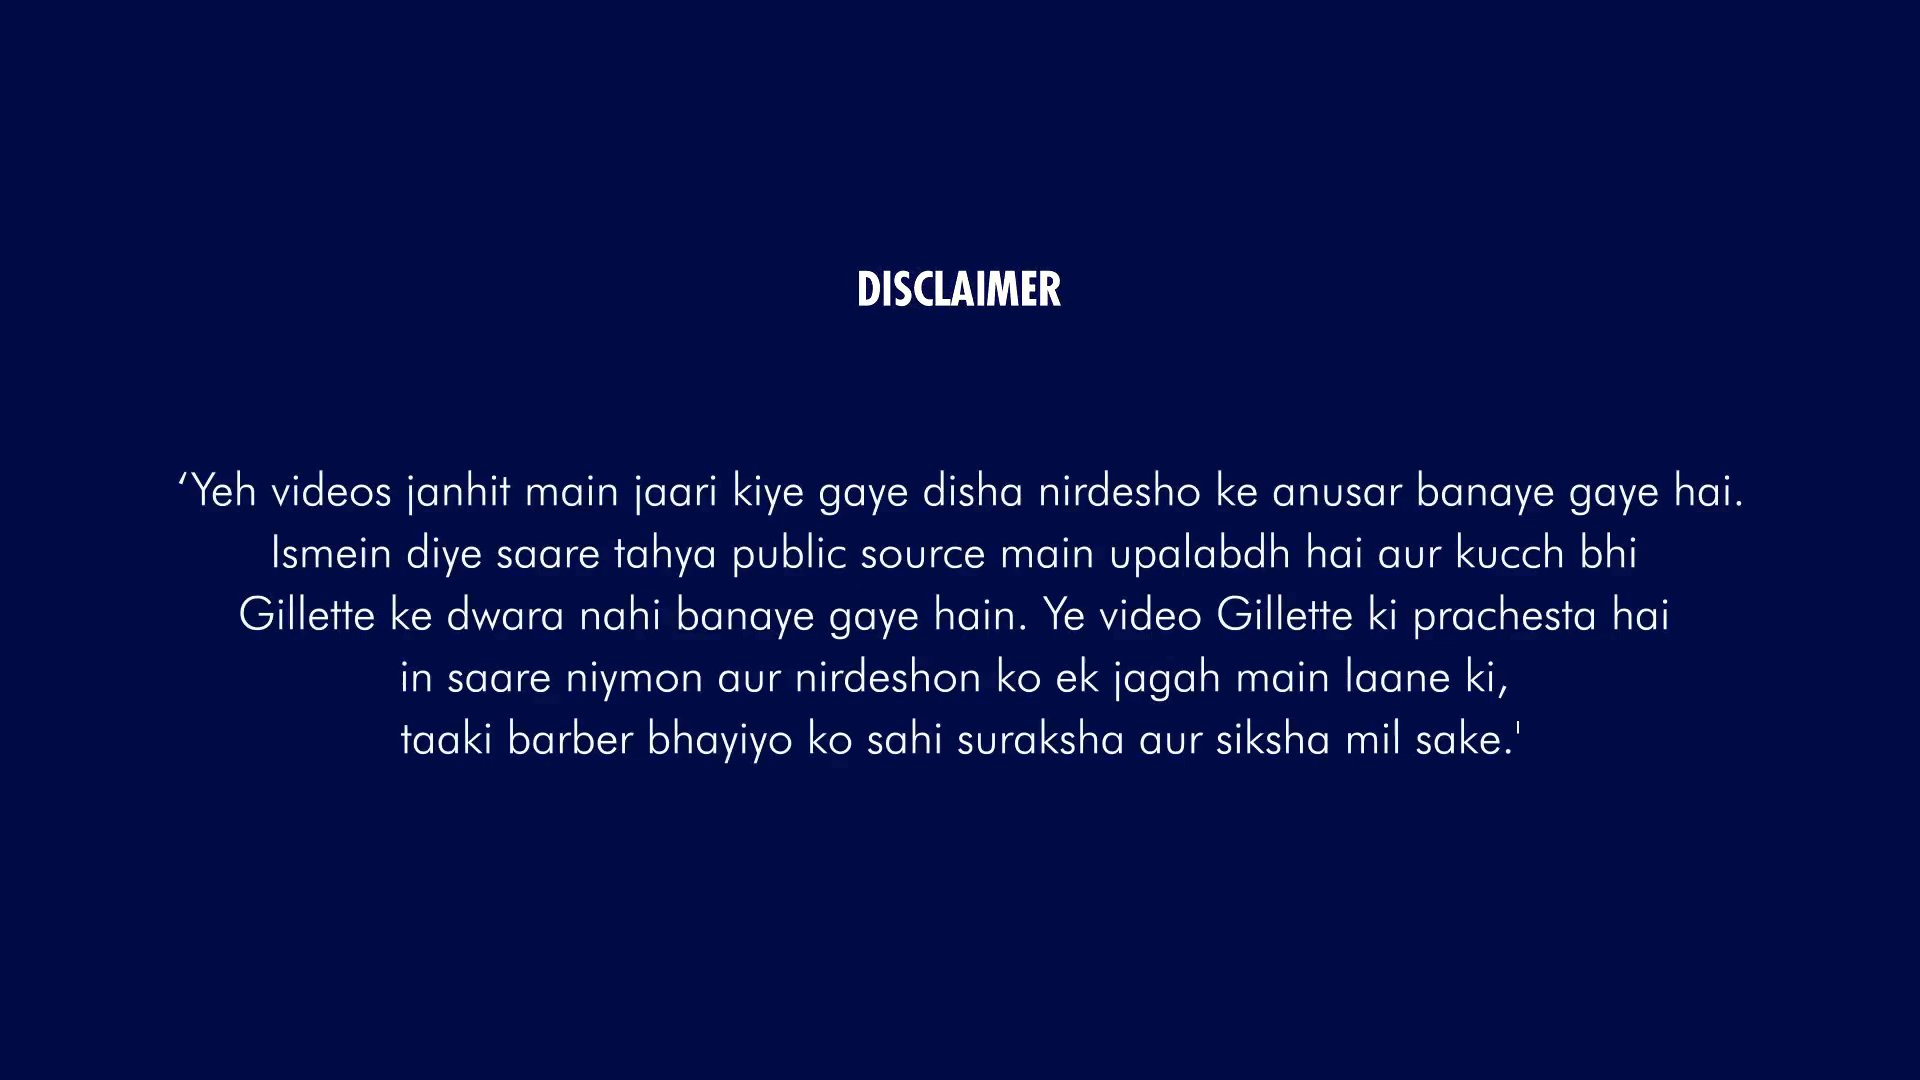 DISCLAIMER
‘Yeh videos janhit main jaari kiye gaye disha nirdesho ke anusar banaye gaye hai.
Ismein diye saare tahya public source main upalabdh hai aur kucch bhi
Gillette ke dwara nahi banaye gaye hain. Ye video Gillette ki prachesta hai
in saare niymon aur nirdeshon ko ek jagah main laane ki,
taaki barber bhayiyo ko sahi suraksha aur siksha mil sake.'